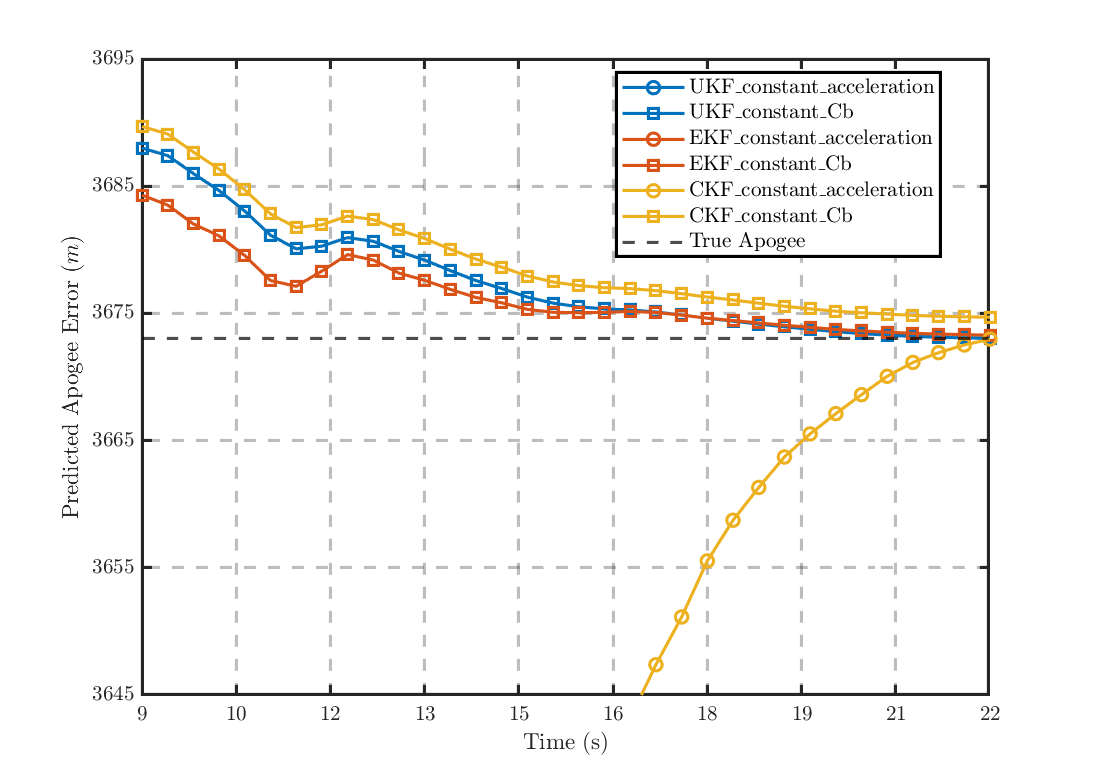 3695
3685
3675
3665
3655
3645
Predicted Apogee Error (m)
UKF_constant_acceleration
UKF_constant_Cb
EKF_constant_acceleration
EKF_constant_Cb
CKF_constant_acceleration
CKF_constant_Cb
True Apogee
9 10 12 13 15 16 18 19 21 22
Time (s)